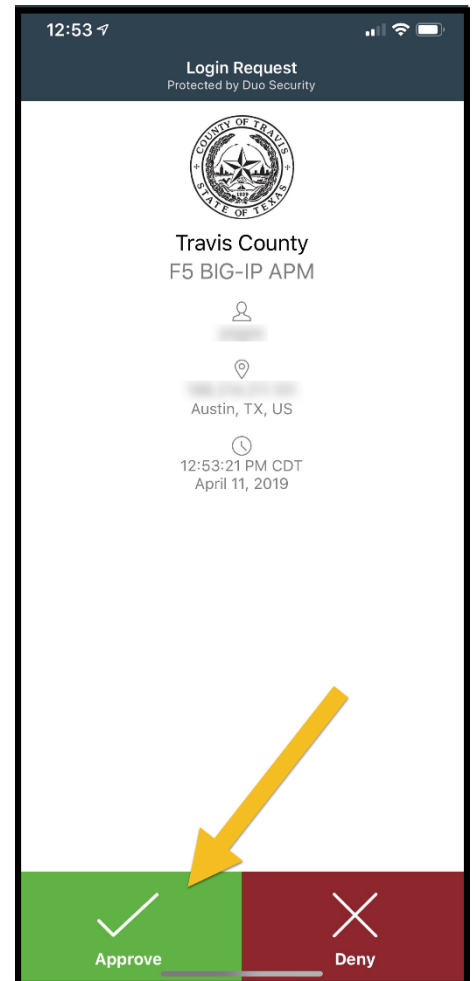 12:53
Login Request
Protected by Duo Security
COUNTY OF TRAVIS
1839
STATE OF TEXAS
Travis County
F5 BIG-IP APM
Austin, TX, US
12:53:21 PM CDT
April 11, 2019
Approve
Deny